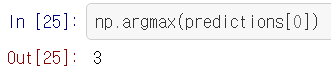 In [25]: np.argmax(predictions[0])
Out[25]: 3